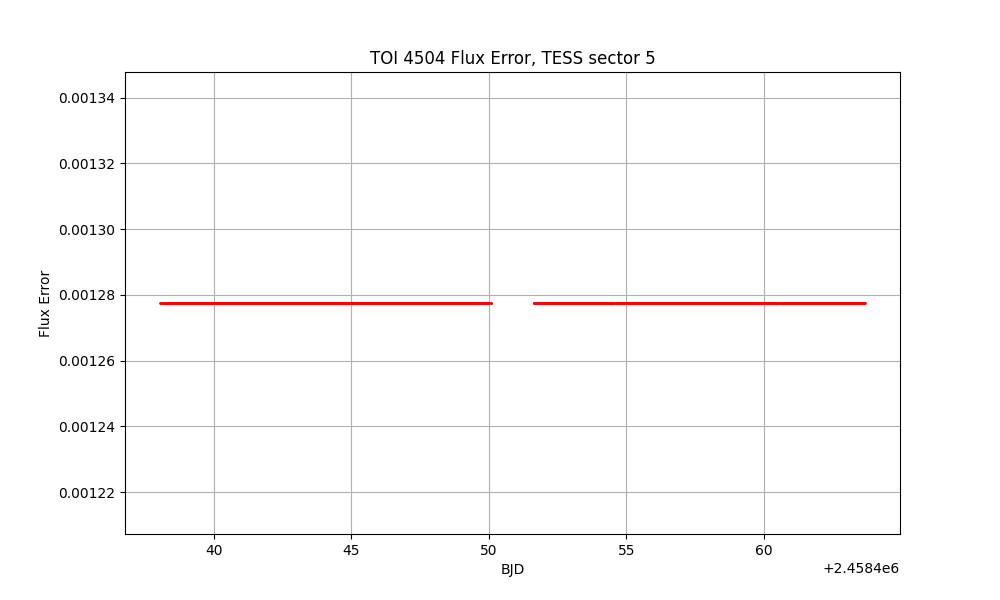 TOI 4504 Flux Error, TESS sector 5
0.00134
0.00132
0.00130
0.00128
0.00126
0.00124
0.00122
Flux Error
40 45 50 55 60
BJD
+2.4584e6